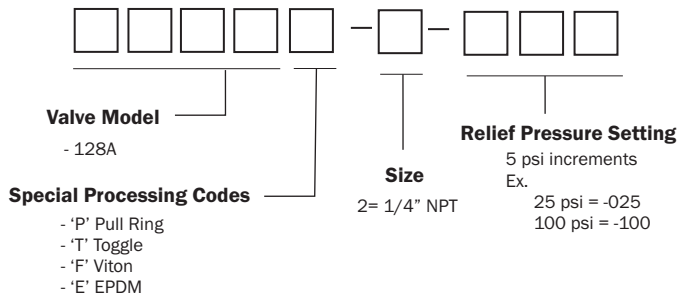 Valve Model
- 128A
Special Processing Codes
- ‘P’ Pull Ring
- ‘T’ Toggle
- ‘F’ Viton
- ‘E’ EPDM
Size
2= 1/4” NPT
Relief Pressure Setting
5 psi increments
Ex.
25 psi = -025
100 psi = -100